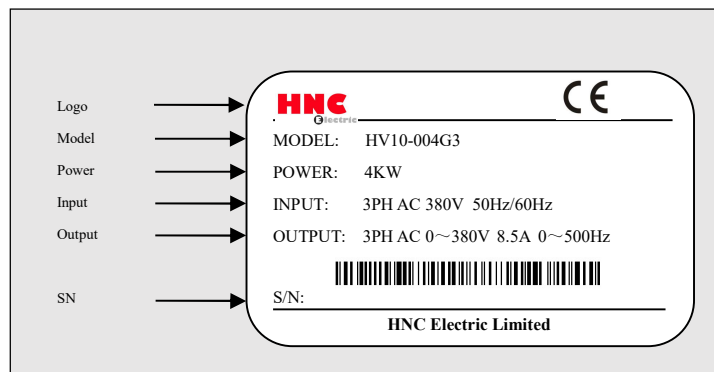 Logo
HNC
Electric
CE
Model
MODEL: HV10-004G3
Power
POWER: 4KW
Input
INPUT: 3PH AC 380V 50Hz/60Hz
Output
OUTPUT: 3PH AC 0～380V 8.5A 0～500Hz
SN
S/N:
HNC Electric Limited